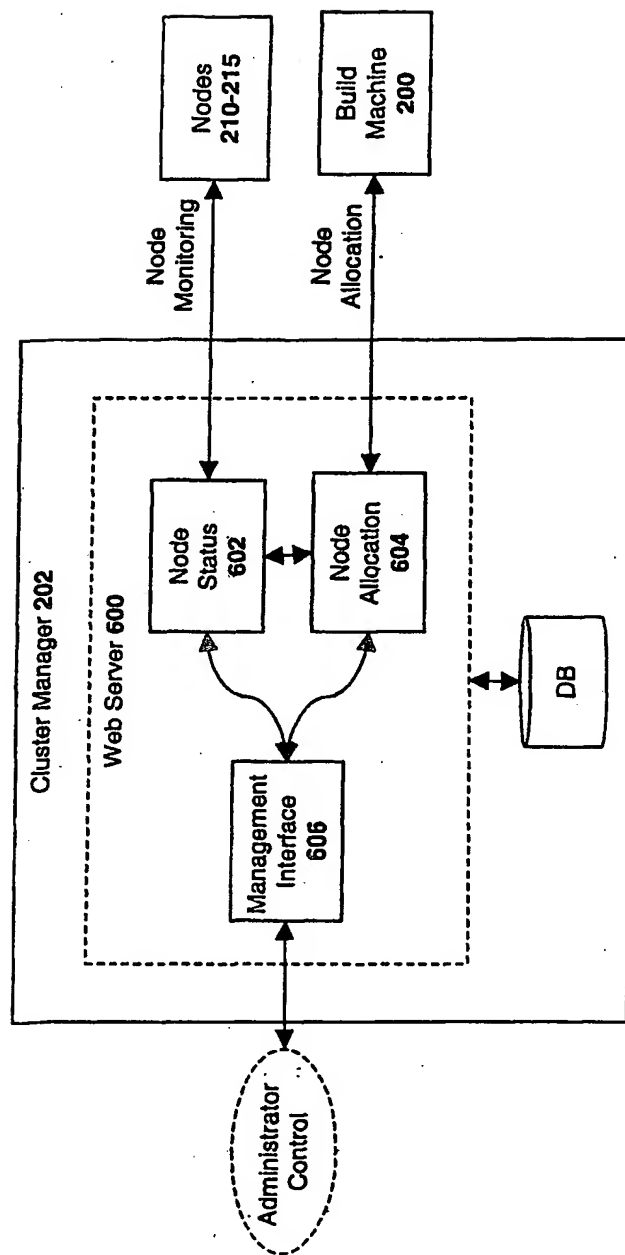 Cluster Manager 202
Web Server 600
Administrator
Control
Management
Interface
606
Node
Status
602
Node
Allocation
604
DB
Node
Monitoring
Node
Allocation
Nodes
210-215
Build
Machine
200